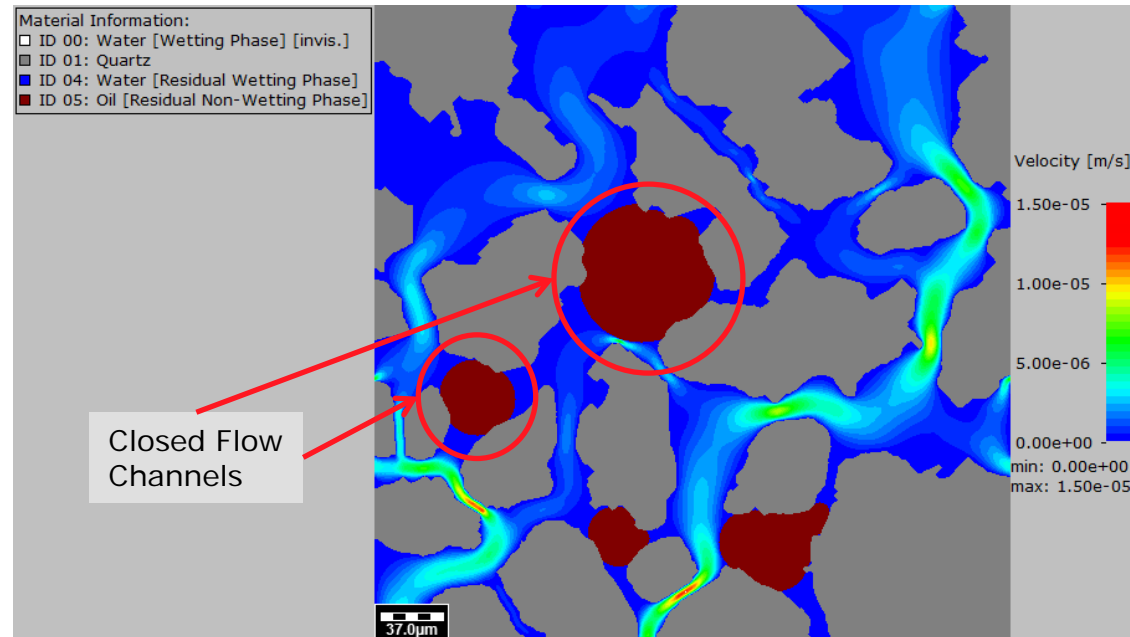 Material Information:
ID 00: Water [Wetting Phase] [invis.]
ID 01: Quartz
ID 04: Water [Residual Wetting Phase]
ID 05: Oil [Residual Non-Wetting Phase]
Velocity [m/s]
1.50e-05
1.00e-05
5.00e-06
0.00e+00
min: 0.00e+00
max: 1.50e-05
Closed Flow
Channels
37.0µm